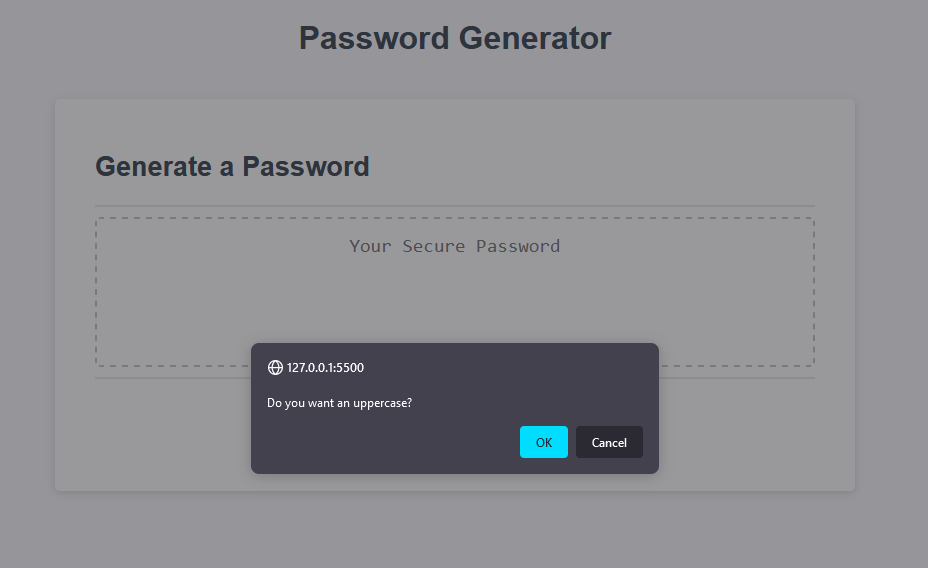 Password Generator
Generate a Password
Your Secure Password
127.0.0.1:5500
Do you want an uppercase?
OK
Cancel